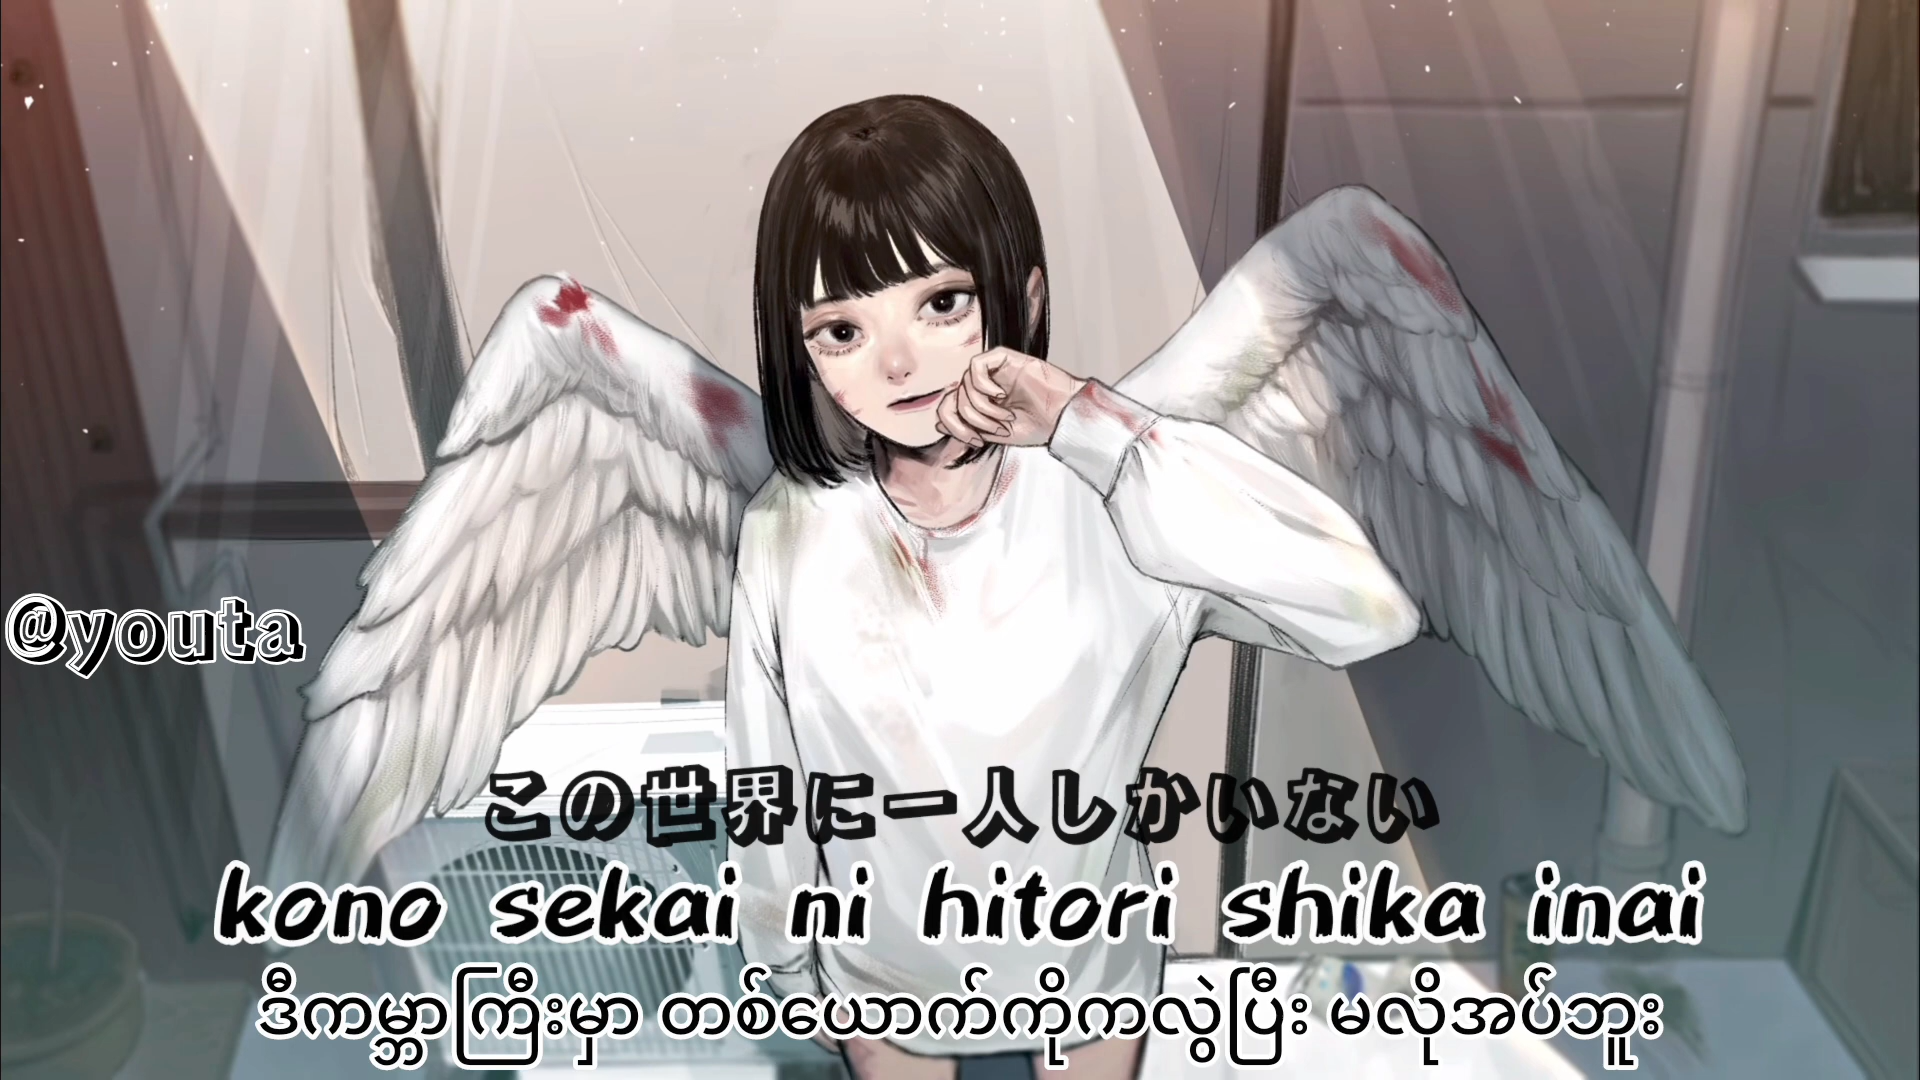 @youta
この世界に一人しかいない
kono sekai ni hitori shika inai
ဒီကမ္ဘာကြီးမှာ တစ်ယောက်ကိုကလွဲပြီး မလိုအပ်ဘူး